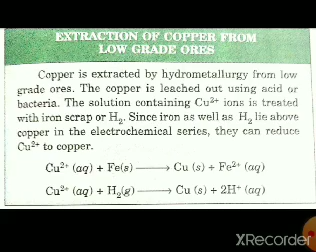 EXTRACTION OF COPPER FROM
LOW GRADE ORES
Copper is extracted by hydrometallurgy from low
grade ores. The copper is leached out using acid or
bacteria. The solution containing Cu²⁺ ions is treated
with iron scrap or H₂. Since iron as well as H₂ lie above
copper in the electrochemical series, they can reduce
Cu²⁺ to copper.
Cu²⁺ (aq) + Fe(s) ⟶ Cu (s) + Fe²⁺ (aq)
Cu²⁺ (aq) + H₂(g) ⟶ Cu (s) + 2H⁺ (aq)
XRecorder